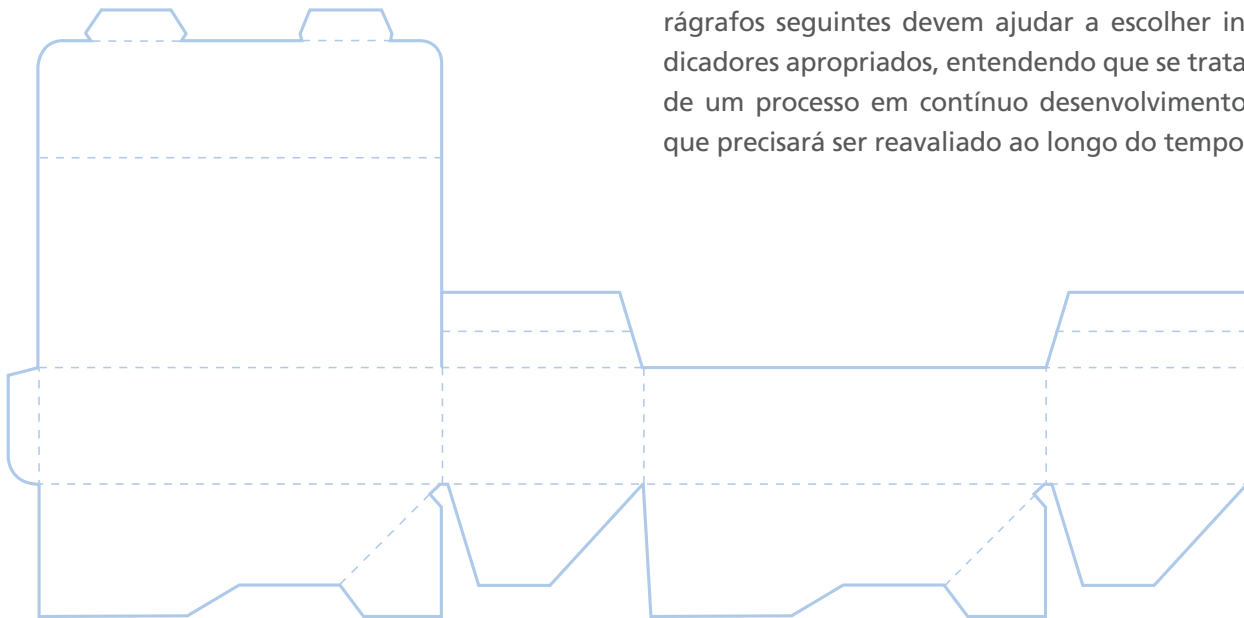 rágrafos seguintes devem ajudar a escolher in
dicadores apropriados, entendendo que se trata
de um processo em contínuo desenvolvimento
que precisará ser reavaliado ao longo do tempo